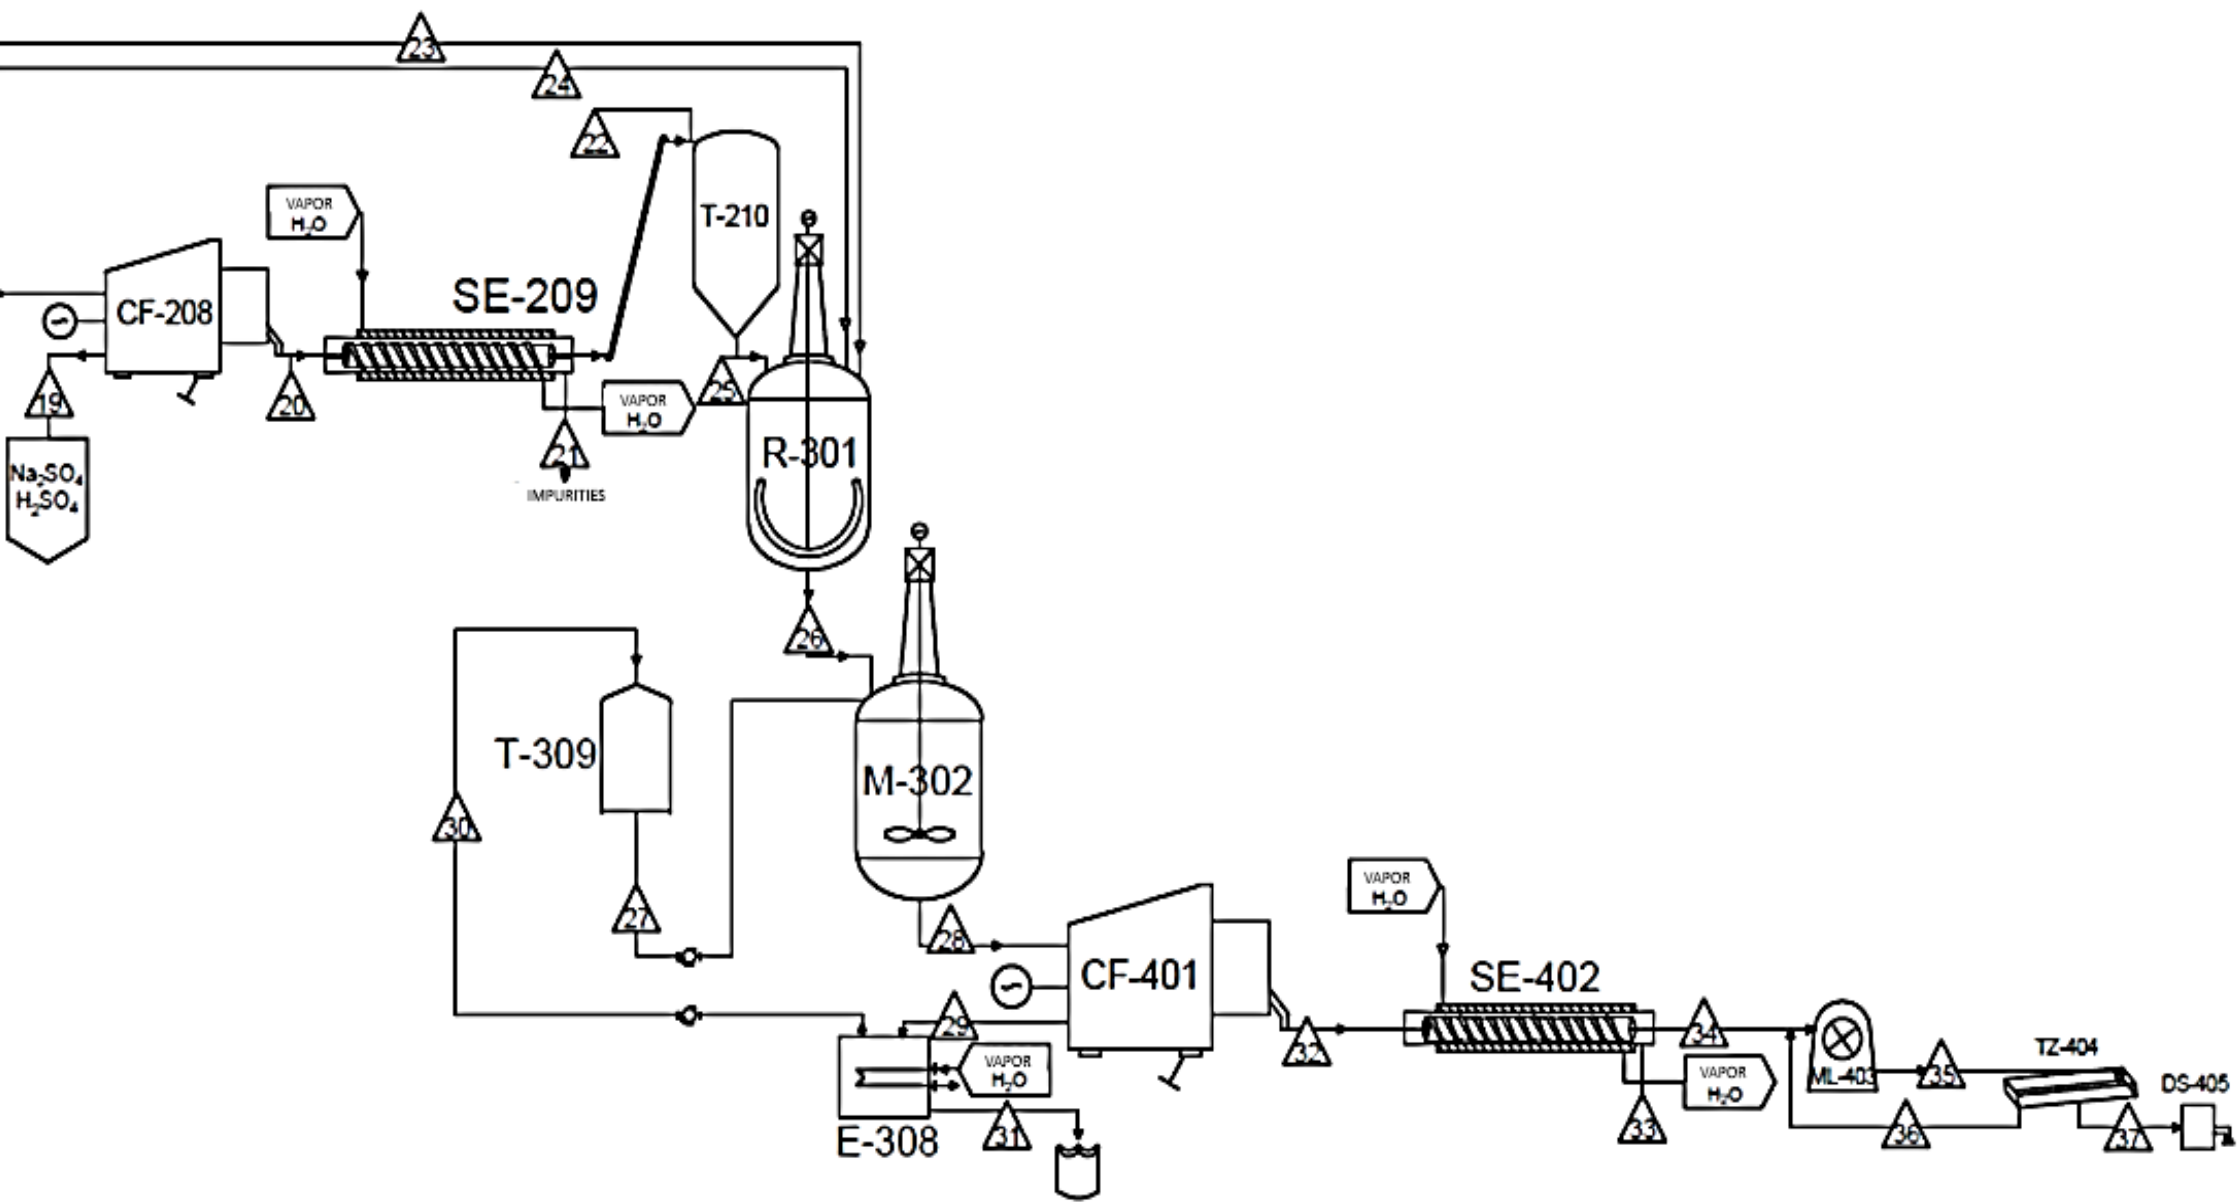 23
24
22
VAPOR
H₂O
T-210
SE-209
CF-208
19
20
25
VAPOR
H₂O
21
IMPURITIES
R-301
Na₂SO₄
H₂SO₄
26
T-309
M-302
30
27
28
VAPOR
H₂O
CF-401
SE-402
29
32
34
VAPOR
H₂O
VAPOR
H₂O
ML-403
35
TZ-404
DS-405
E-308
31
33
36
37